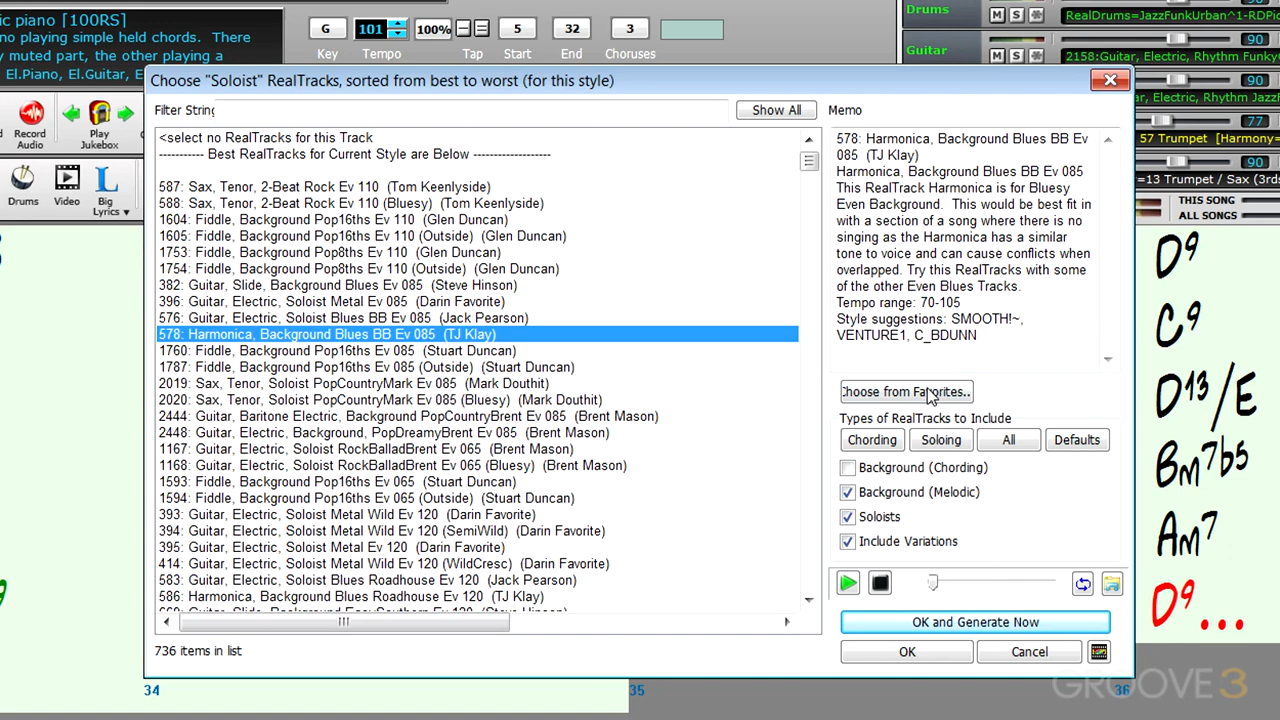 ic piano [100RS]
no playing simple held chords. There
y muted part, the other playing a
El.Piano, El.Guitar, E
G
101
100%
5
32
3
Key
Tempo
Tap
Start
End
Choruses
Drums
M S
RealDrums=JazzFunkUrban^1-RDPic
90
Guitar
M S
2158:Guitar, Electric, Rhythm FunkyG
90
ar, Electric, Rhythm JazzF
77
57 Trumpet [Harmony=
90
=13 Trumpet / Sax (3rds
THIS SONG
ALL SONGS
Record
Audio
Play
Jukebox
Drums
Video
Big
Lyrics
Choose "Soloist" RealTracks, sorted from best to worst (for this style)
Filter String
Show All
Memo
<select no RealTracks for this Track
----------- Best RealTracks for Current Style are Below -------------------
587: Sax, Tenor, 2-Beat Rock Ev 110 (Tom Keenlyside)
588: Sax, Tenor, 2-Beat Rock Ev 110 (Bluesy) (Tom Keenlyside)
1604: Fiddle, Background Pop16ths Ev 110 (Glen Duncan)
1605: Fiddle, Background Pop16ths Ev 110 (Outside) (Glen Duncan)
1753: Fiddle, Background Pop8ths Ev 110 (Glen Duncan)
1754: Fiddle, Background Pop8ths Ev 110 (Outside) (Glen Duncan)
382: Guitar, Slide, Background Blues Ev 085 (Steve Hinson)
396: Guitar, Electric, Soloist Metal Ev 085 (Darin Favorite)
576: Guitar, Electric, Soloist Blues BB Ev 085 (Jack Pearson)
578: Harmonica, Background Blues BB Ev 085 (TJ Klay)
1760: Fiddle, Background Pop16ths Ev 085 (Stuart Duncan)
1787: Fiddle, Background Pop16ths Ev 085 (Outside) (Stuart Duncan)
2019: Sax, Tenor, Soloist PopCountryMark Ev 085 (Mark Douthit)
2020: Sax, Tenor, Soloist PopCountryMark Ev 085 (Bluesy) (Mark Douthit)
2444: Guitar, Baritone Electric, Background PopCountryBrent Ev 085 (Brent Mason)
2448: Guitar, Electric, Background, PopDreamyBrent Ev 085 (Brent Mason)
1167: Guitar, Electric, Soloist RockBalladBrent Ev 065 (Brent Mason)
1168: Guitar, Electric, Soloist RockBalladBrent Ev 065 (Bluesy) (Brent Mason)
1593: Fiddle, Background Pop16ths Ev 065 (Stuart Duncan)
1594: Fiddle, Background Pop16ths Ev 065 (Outside) (Stuart Duncan)
393: Guitar, Electric, Soloist Metal Wild Ev 120 (Darin Favorite)
394: Guitar, Electric, Soloist Metal Wild Ev 120 (SemiWild) (Darin Favorite)
395: Guitar, Electric, Soloist Metal Ev 120 (Darin Favorite)
414: Guitar, Electric, Soloist Metal Wild Ev 120 (WildCresc) (Darin Favorite)
583: Guitar, Electric, Soloist Blues Roadhouse Ev 120 (Jack Pearson)
586: Harmonica, Background Blues Roadhouse Ev 120 (TJ Klay)
669: Guitar, Slide, Background EasySouthern Ev 120 (Steve Hinson)
736 items in list
578: Harmonica, Background Blues BB Ev
085 (TJ Klay)
Harmonica, Background Blues BB Ev 085
This RealTrack Harmonica is for Bluesy
Even Background. This would be best fit in
with a section of a song where there is no
singing as the Harmonica has a similar
tone to voice and can cause conflicts when
overlapped. Try this RealTracks with some
of the other Even Blues Tracks.
Tempo range: 70-105
Style suggestions: SMOOTH!~,
VENTURE1, C_BDUNN
Choose from Favorites..
Types of RealTracks to Include
Chording
Soloing
All
Defaults
Background (Chording)
Background (Melodic)
Soloists
Include Variations
OK and Generate Now
OK
Cancel
D9
C9
D13/E
Bm7b5
Am7
D9...
34
35
36
GROOVE 3